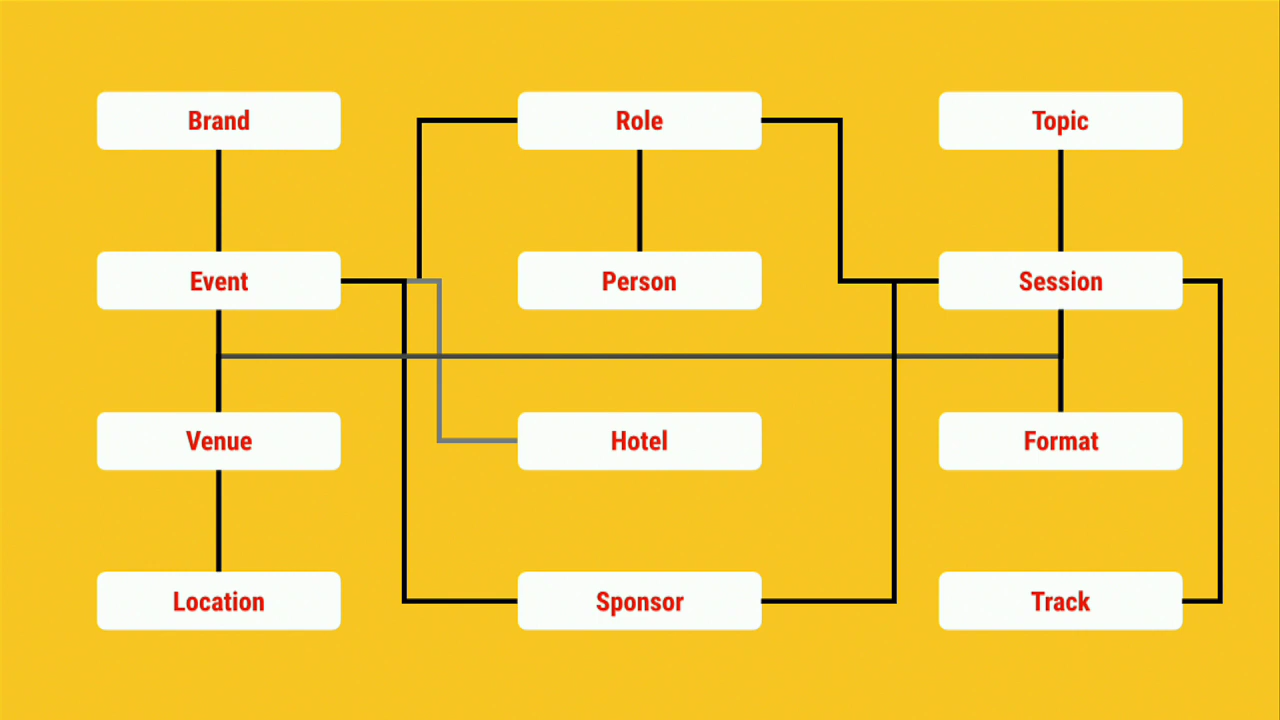 Brand
Role
Topic
Event
Person
Session
Venue
Hotel
Format
Location
Sponsor
Track